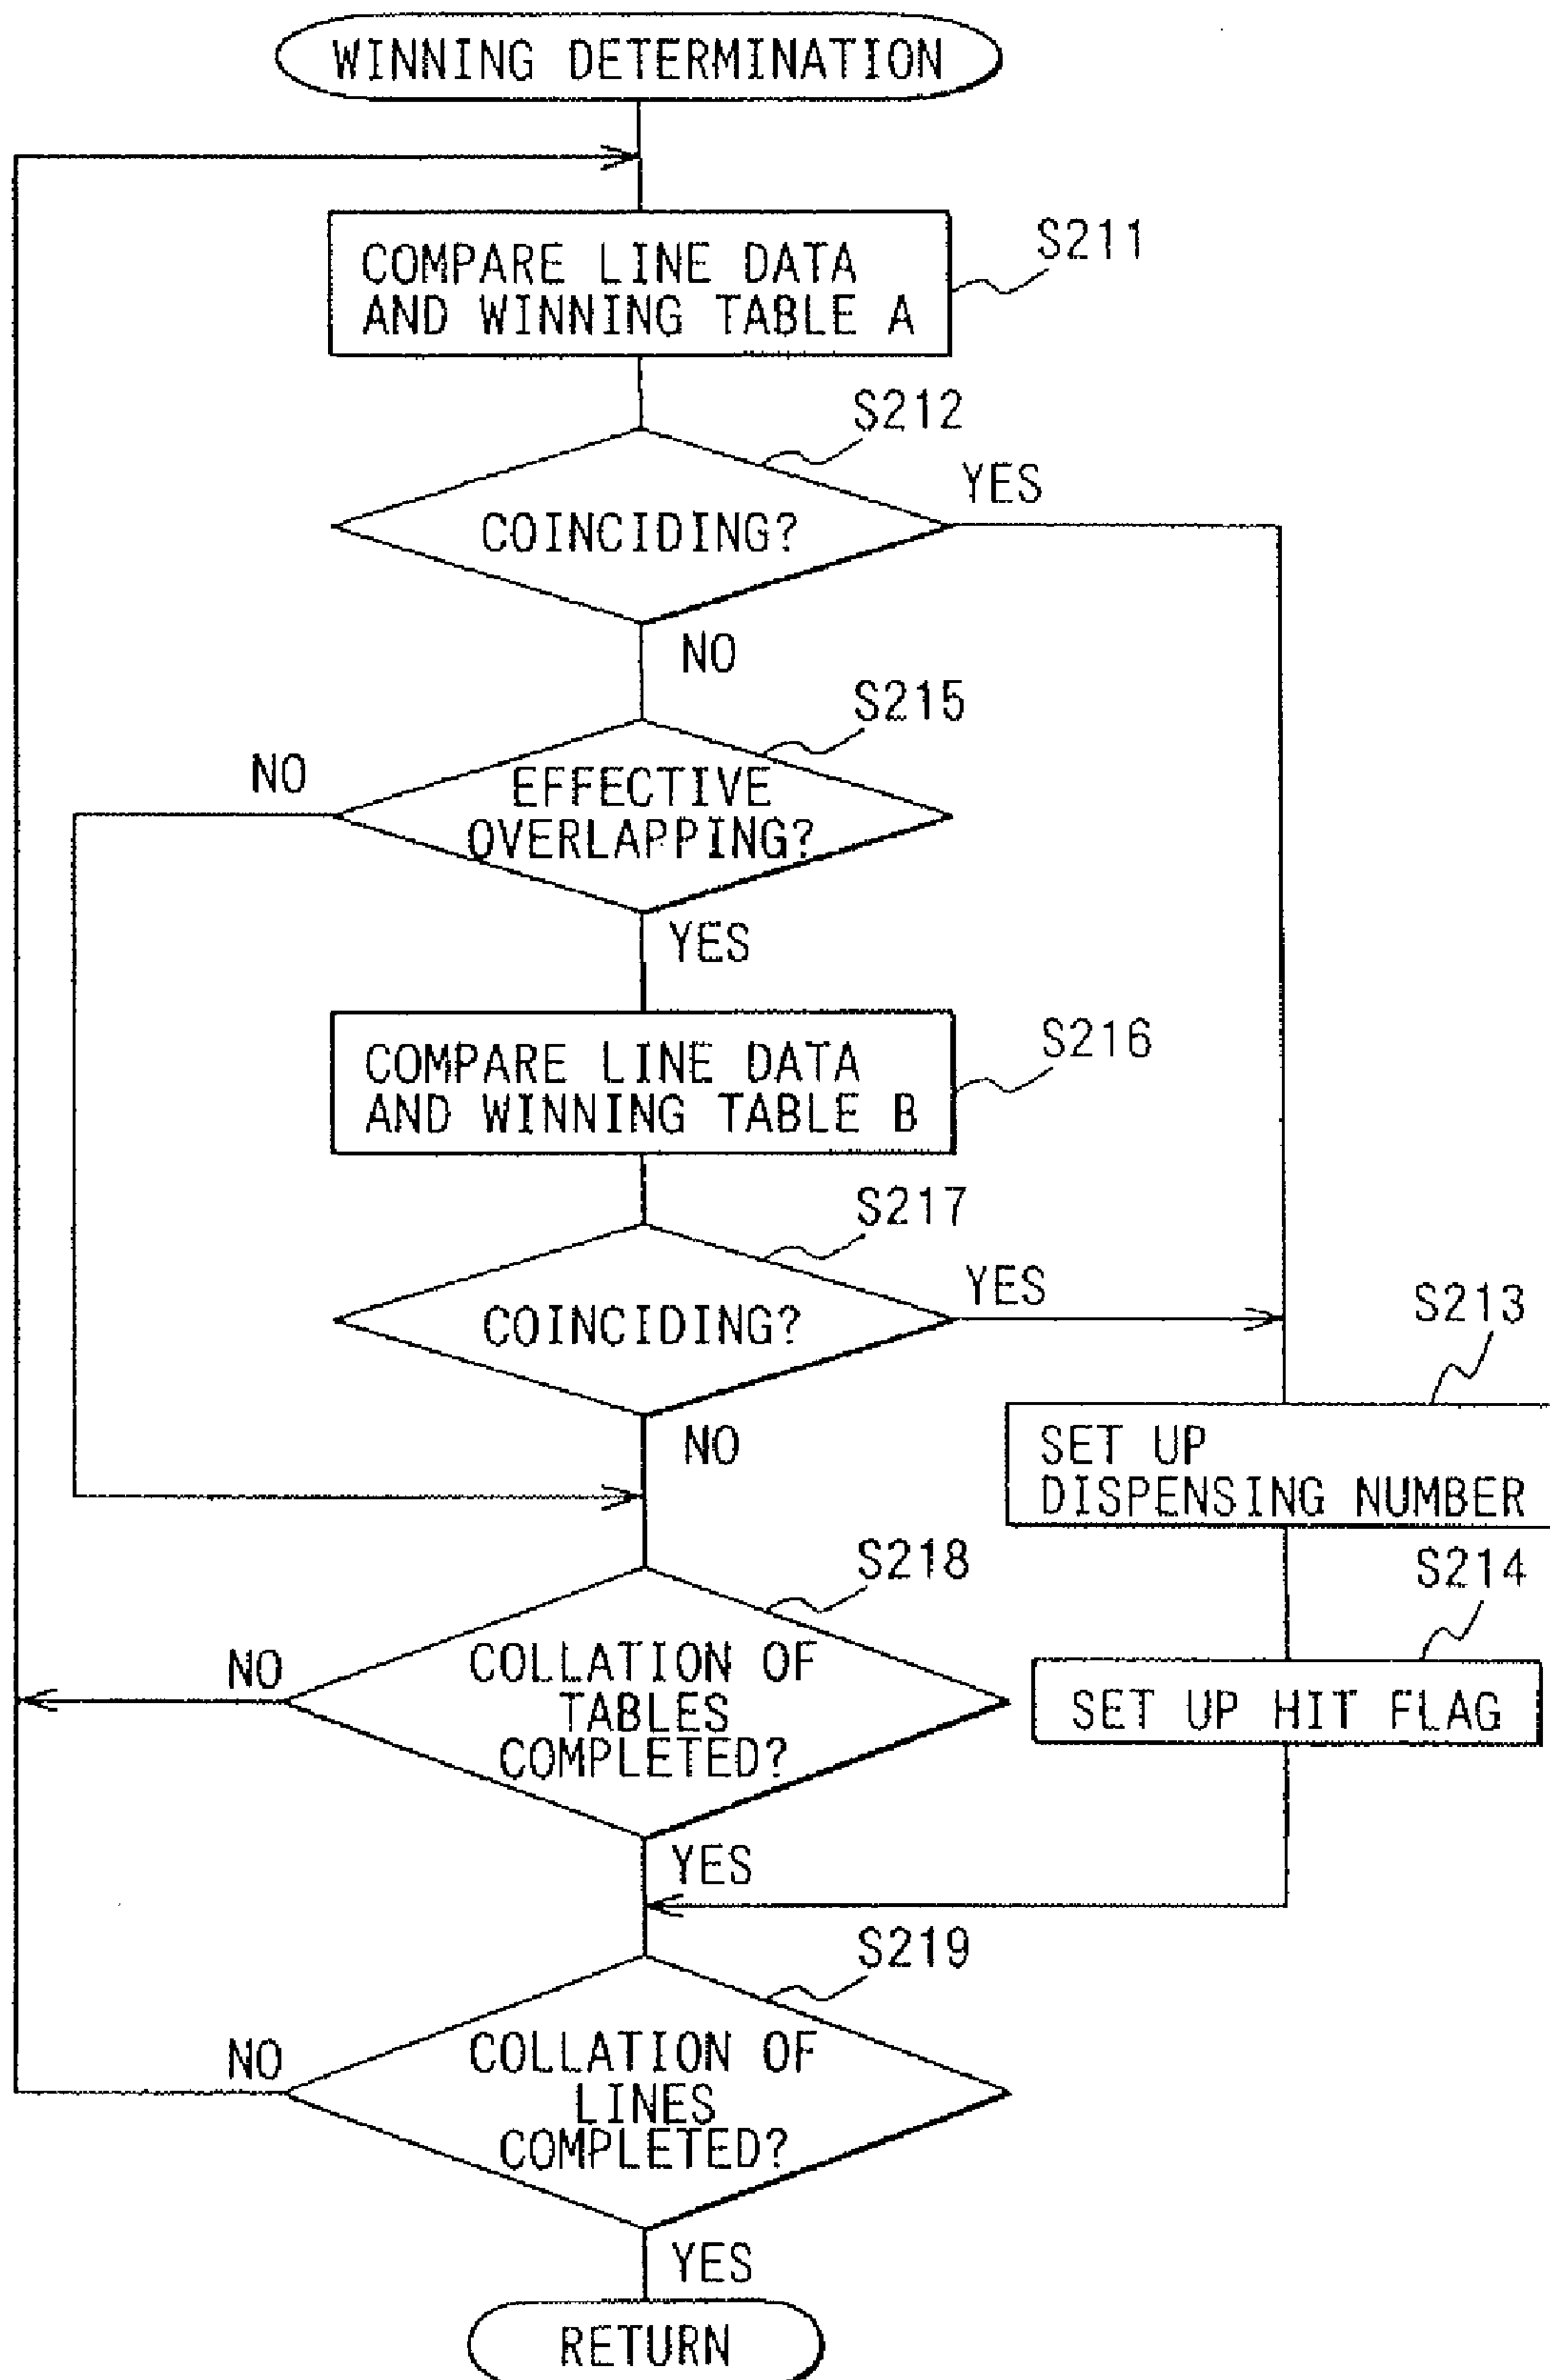 WINNING DETERMINATION
COMPARE LINE DATA
AND WINNING TABLE A
S211
S212
COINCIDING?
YES
NO
S215
EFFECTIVE
OVERLAPPING?
NO
YES
COMPARE LINE DATA
AND WINNING TABLE B
S216
S217
COINCIDING?
YES
NO
S213
SET UP
DISPENSING NUMBER
S214
SET UP HIT FLAG
S218
COLLATION OF
TABLES
COMPLETED?
NO
YES
S219
COLLATION OF
LINES
COMPLETED?
NO
YES
RETURN